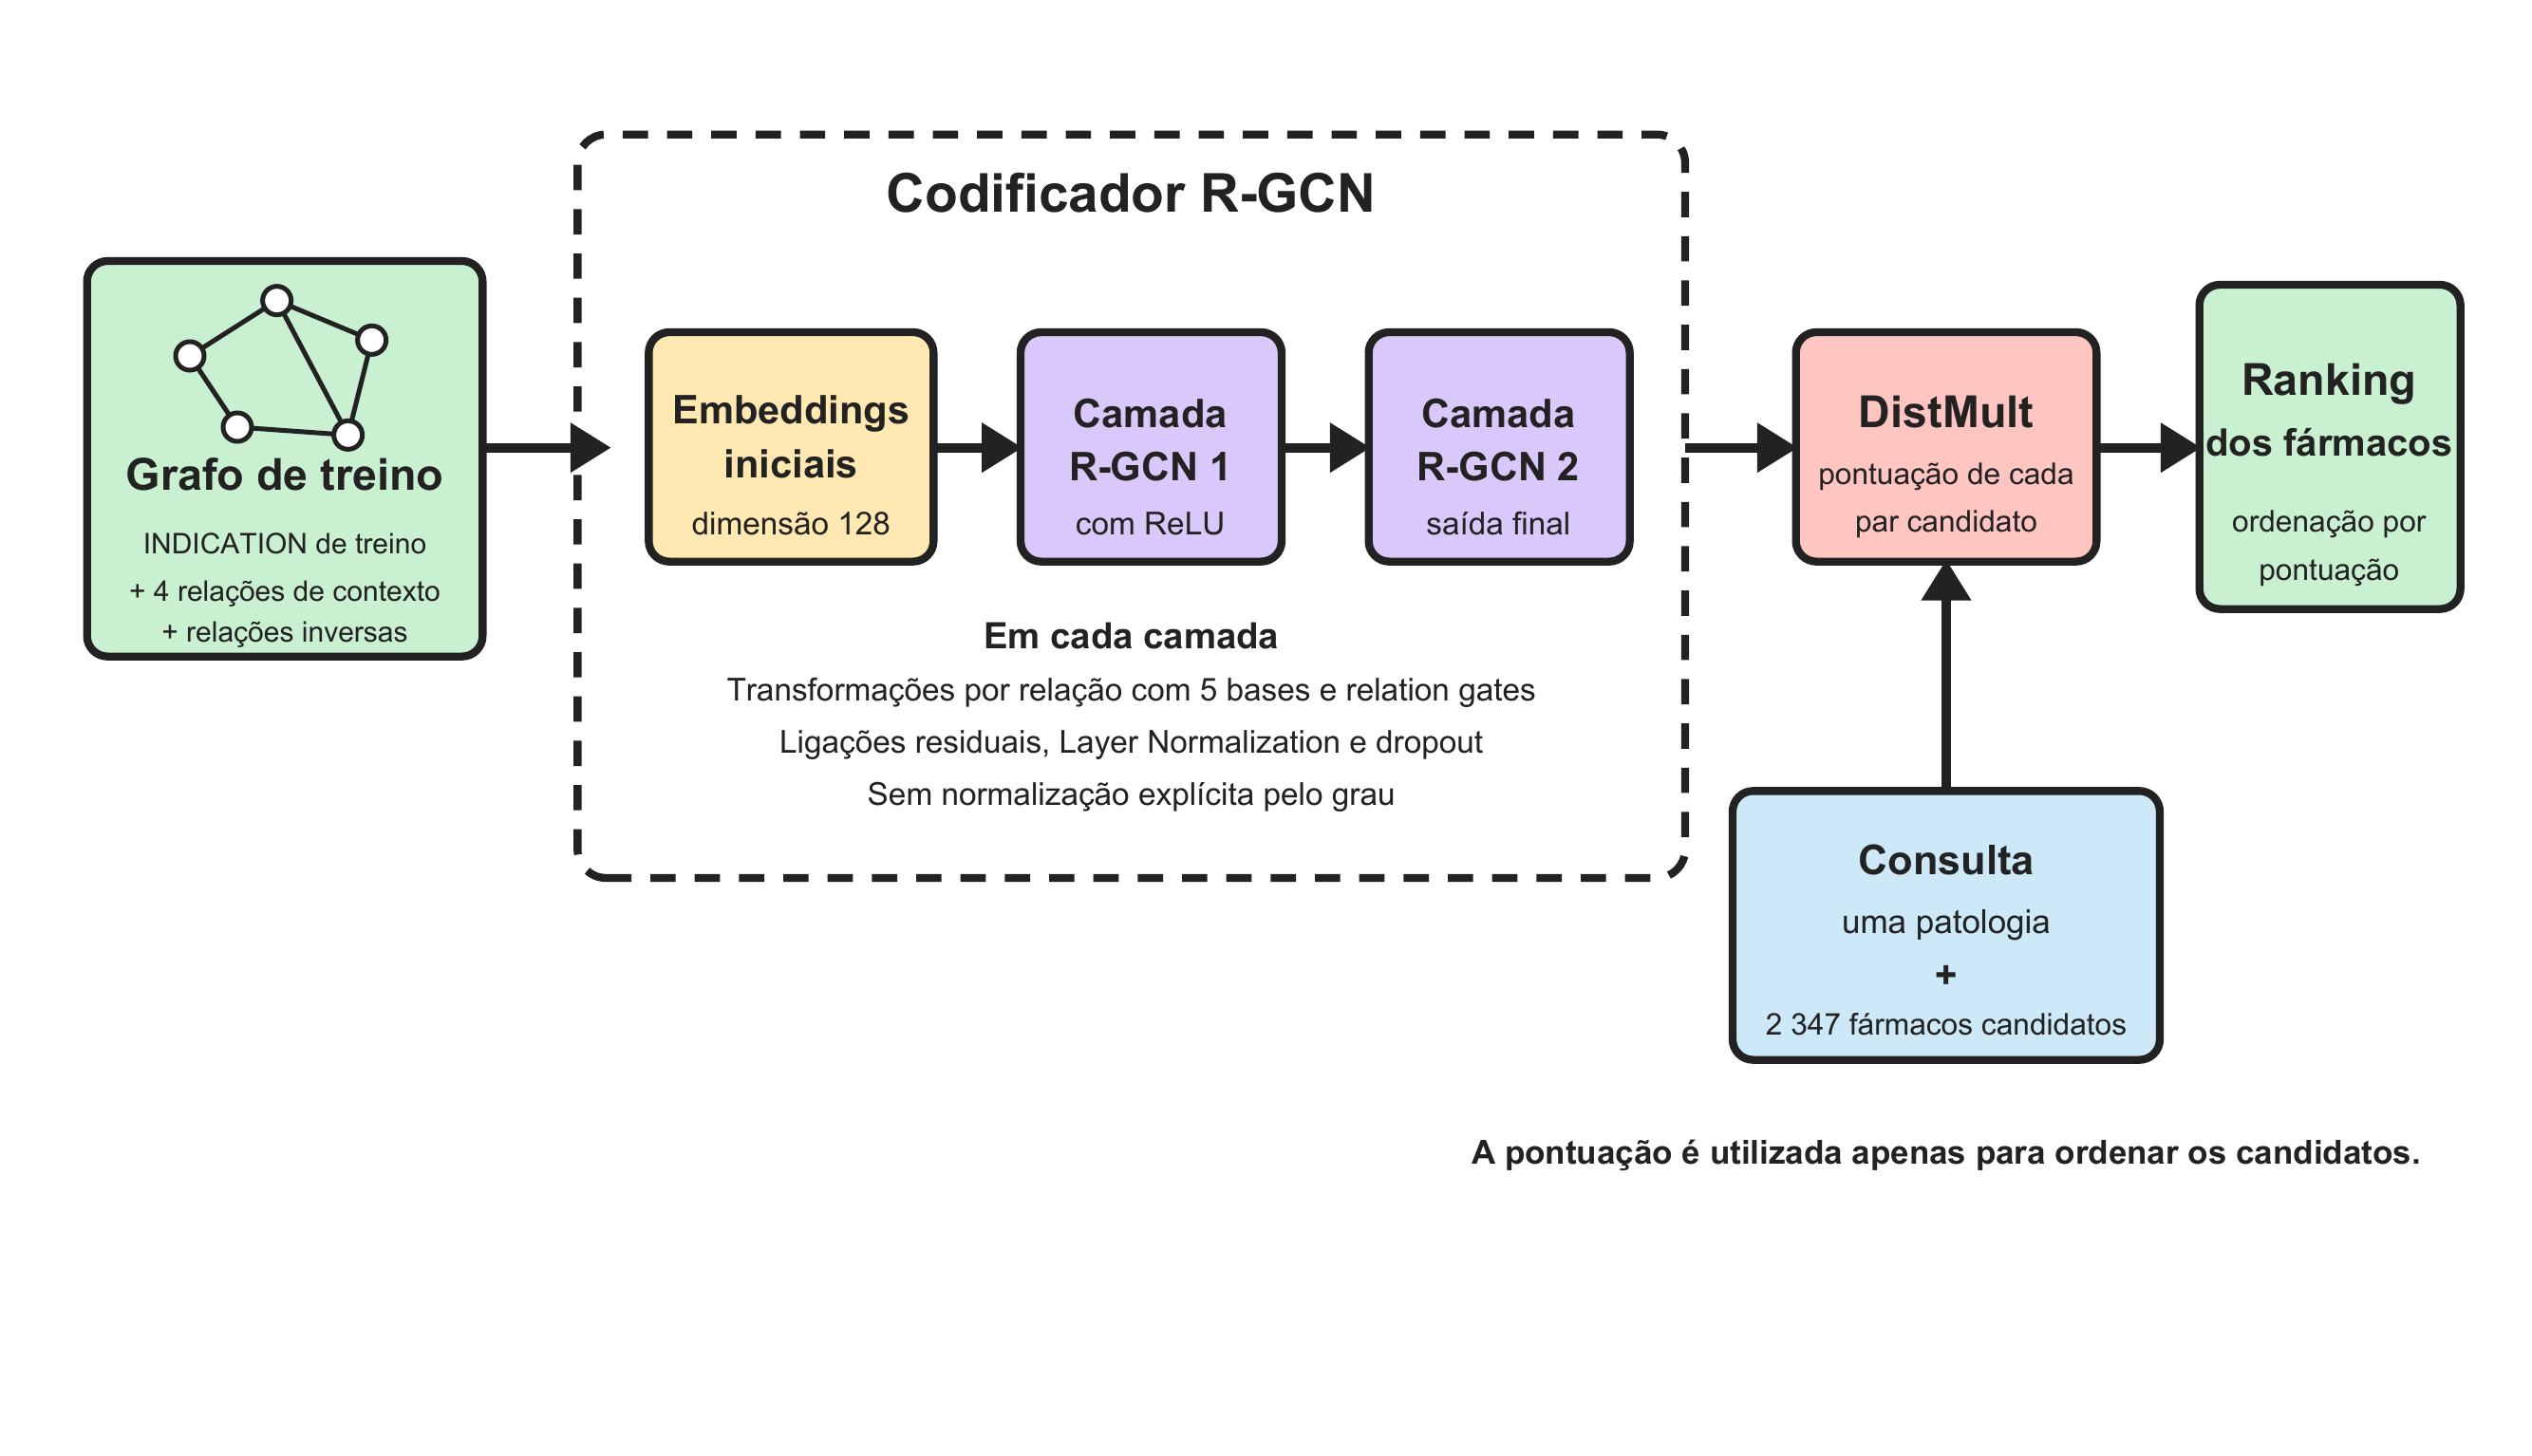 Codificador R-GCN
Grafo de treino
INDICATION de treino
+ 4 relações de contexto
+ relações inversas
Embeddings
iniciais
dimensão 128
Camada
R-GCN 1
com ReLU
Camada
R-GCN 2
saída final
Em cada camada
Transformações por relação com 5 bases e relation gates
Ligações residuais, Layer Normalization e dropout
Sem normalização explícita pelo grau
DistMult
pontuação de cada
par candidato
Ranking
dos fármacos
ordenação por
pontuação
Consulta
uma patologia
+
2 347 fármacos candidatos
A pontuação é utilizada apenas para ordenar os candidatos.